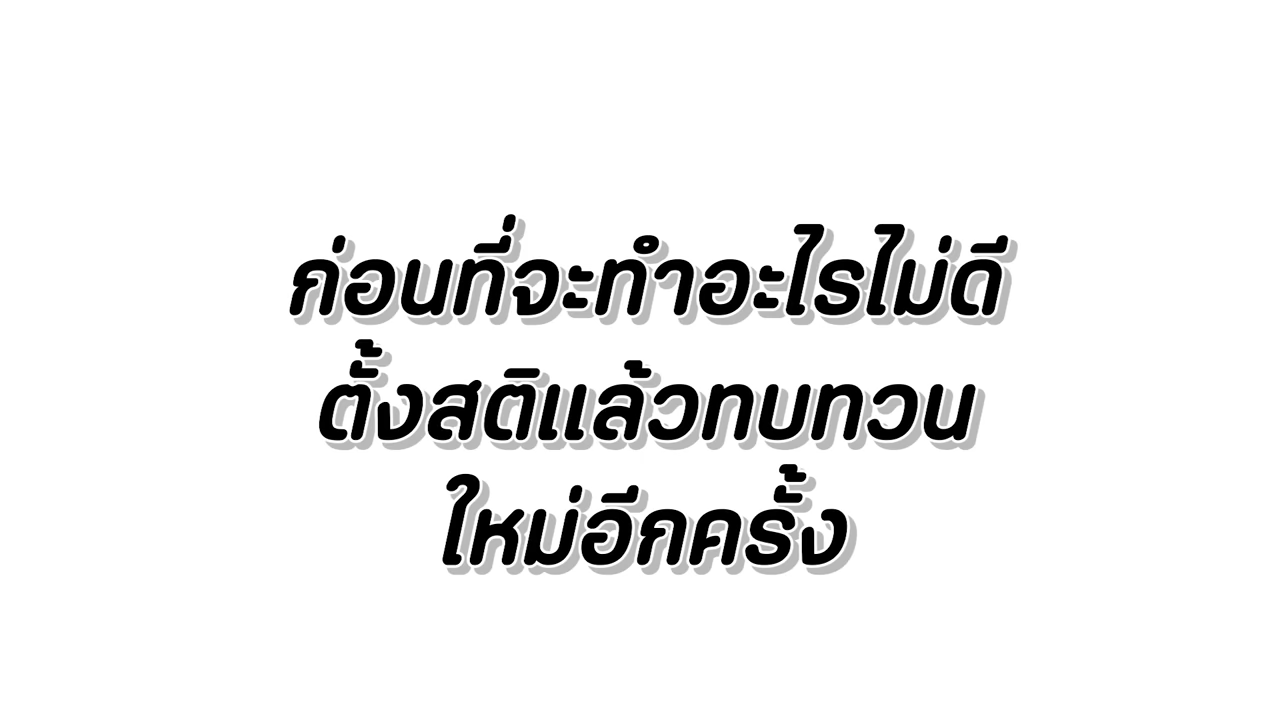 ก่อนที่จะทำอะไรไม่ดี
ตั้งสติแล้วทบทวน
ใหม่อีกครั้ง